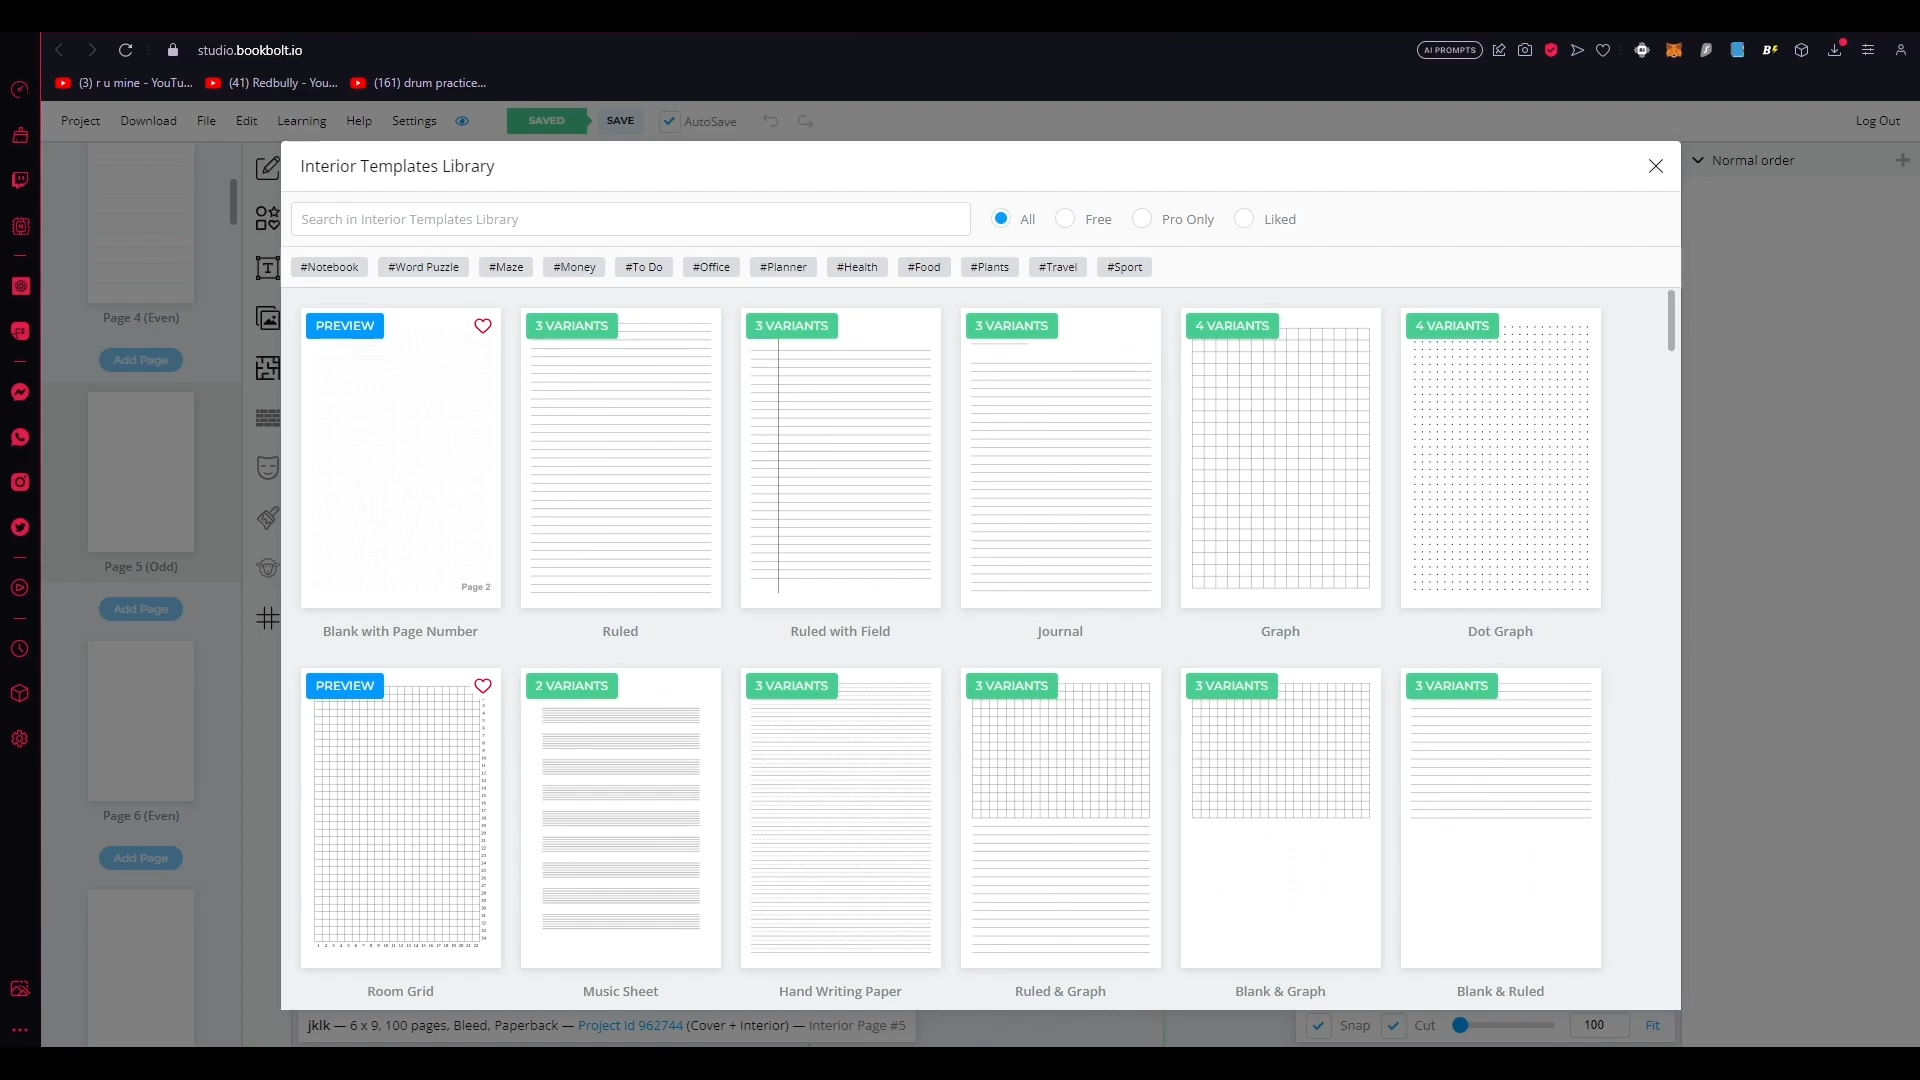 studio.bookbolt.io
AI PROMPTS
(3) r u mine - YouTu...
(41) Redbully - You...
(161) drum practice...
Project Download File Edit Learning Help Settings SAVED SAVE AutoSave Log Out
Interior Templates Library
Normal order
Search in Interior Templates Library
All Free Pro Only Liked
#Notebook #Word Puzzle #Maze #Money #To Do #Office #Planner #Health #Food #Plants #Travel #Sport
Page 4 (Even)
Add Page
Page 5 (Odd)
Add Page
Page 6 (Even)
Add Page
PREVIEW 3 VARIANTS 3 VARIANTS 3 VARIANTS 4 VARIANTS 4 VARIANTS
Page 2
Blank with Page Number Ruled Ruled with Field Journal Graph Dot Graph
PREVIEW 2 VARIANTS 3 VARIANTS 3 VARIANTS 3 VARIANTS 3 VARIANTS
Room Grid Music Sheet Hand Writing Paper Ruled & Graph Blank & Graph Blank & Ruled
jklk — 6 x 9, 100 pages, Bleed, Paperback — Project Id 962744 (Cover + Interior) — Interior Page #5
Snap Cut 100 Fit